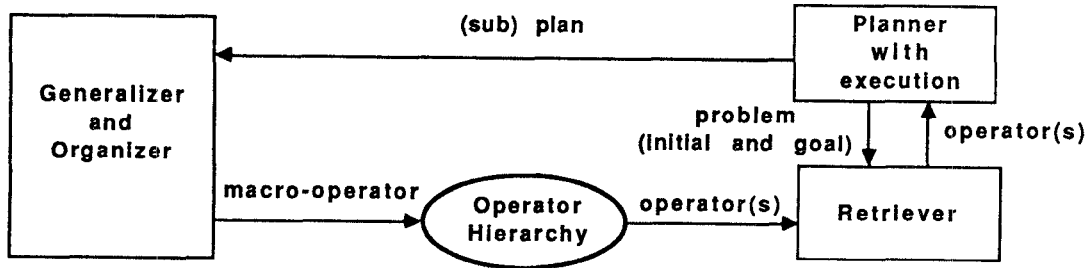 (sub) plan
Planner
with
execution
Generalizer
and
Organizer
problem
(initial and goal)
operator(s)
macro-operator
Operator
Hierarchy
operator(s)
Retriever